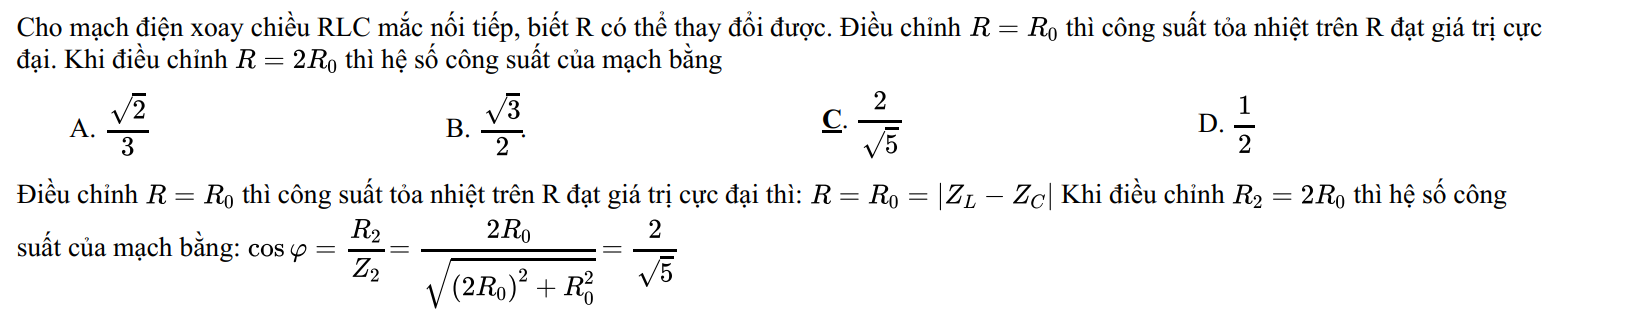 Cho mạch điện xoay chiều RLC mắc nối tiếp, biết R có thể thay đổi được. Điều chỉnh $R = R_0$ thì công suất tỏa nhiệt trên R đạt giá trị cực
đại. Khi điều chỉnh $R = 2R_0$ thì hệ số công suất của mạch bằng
A. $\frac{\sqrt{2}}{3}$ B. $\frac{\sqrt{3}}{2}$. C. $\frac{2}{\sqrt{5}}$ D. $\frac{1}{2}$
Điều chỉnh $R = R_0$ thì công suất tỏa nhiệt trên R đạt giá trị cực đại thì: $R = R_0 = |Z_L - Z_C|$ Khi điều chỉnh $R_2 = 2R_0$ thì hệ số công
suất của mạch bằng: $\cos\varphi = \frac{R_2}{Z_2} = \frac{2R_0}{\sqrt{(2R_0)^2 + R_0^2}} = \frac{2}{\sqrt{5}}$